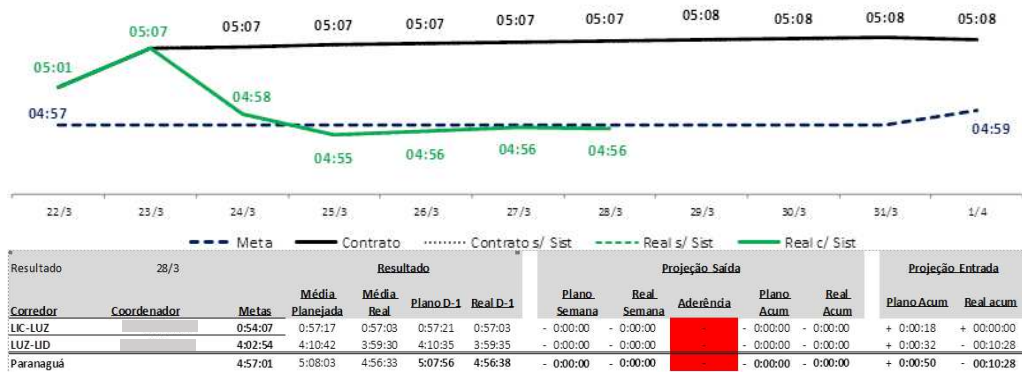 05:07 05:07 05:07 05:07 05:07 05:07 05:08 05:08 05:08 05:08
05:01
04:58
04:57
04:55 04:56 04:56 04:56
04:59
22/3 23/3 24/3 25/3 26/3 27/3 28/3 29/3 30/3 31/3 1/4
Meta Contrato Contrato s/ Sist Real s/ Sist Real c/ Sist
Resultado 28/3 Resultado Projeção Saída Projeção Entrada
Corredor Coordenador Metas Média Planejada Média Real Plano D-1 Real D-1 Plano Semana Real Semana Aderência Plano Acum Real Acum Plano Acum Real acum
LIC-LUZ 0:54:07 0:57:17 0:57:03 0:57:21 0:57:03 - 0:00:00 - 0:00:00 - - 0:00:00 - 0:00:00 + 0:00:18 + 00:00:00
LUZ-LID 4:02:54 4:10:42 3:59:30 4:10:35 3:59:35 - 0:00:00 - 0:00:00 - - 0:00:00 - 0:00:00 + 0:00:32 - 00:10:28
Paranaguá 4:57:01 5:08:03 4:56:33 5:07:56 4:56:38 - 0:00:00 - 0:00:00 - - 0:00:00 - 0:00:00 + 0:00:50 - 00:10:28